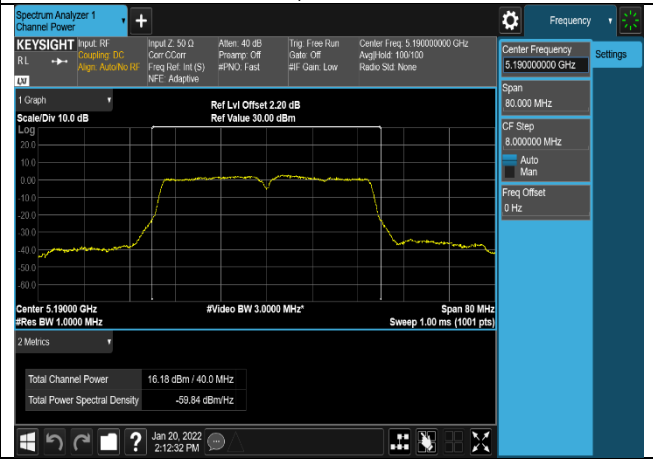 Spectrum Analyzer 1
Channel Power
+
Frequency
KEYSIGHT
RL
LXI
Input: RF
Coupling: DC
Align: Auto/No RF
Input Z: 50 Ω
Corr CCorr
Freq Ref: Int (S)
NFE: Adaptive
Atten: 40 dB
Preamp: Off
#PNO: Fast
Trig: Free Run
Gate: Off
#IF Gain: Low
Center Freq: 5.190000000 GHz
Avg|Hold: 100/100
Radio Std: None
Center Frequency
5.190000000 GHz
Settings
Span
80.000 MHz
CF Step
8.000000 MHz
Auto
Man
Freq Offset
0 Hz
1 Graph
Ref Lvl Offset 2.20 dB
Scale/Div 10.0 dB
Ref Value 30.00 dBm
Log
20.0
10.0
0.00
-10.0
-20.0
-30.0
-40.0
-50.0
-60.0
Center 5.19000 GHz
#Video BW 3.0000 MHz*
Span 80 MHz
#Res BW 1.0000 MHz
Sweep 1.00 ms (1001 pts)
2 Metrics
Total Channel Power 16.18 dBm / 40.0 MHz
Total Power Spectral Density -59.84 dBm/Hz
?
Jan 20, 2022
2:12:32 PM